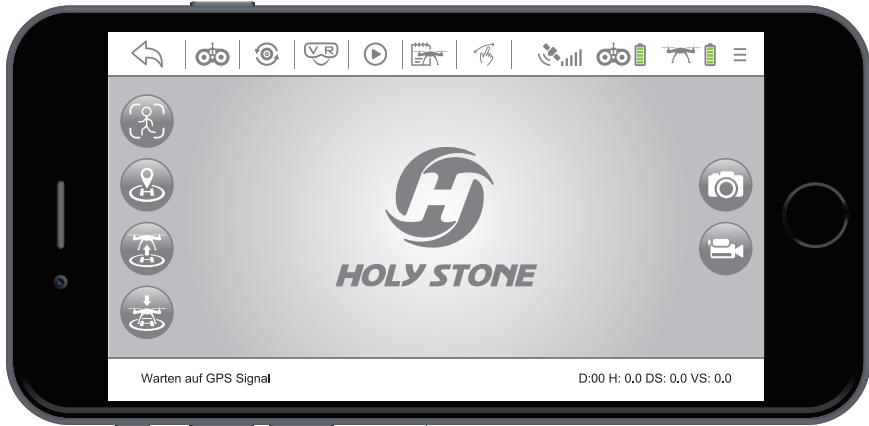 VR
HOLY STONE
Warten auf GPS Signal
D:00 H: 0.0 DS: 0.0 VS: 0.0